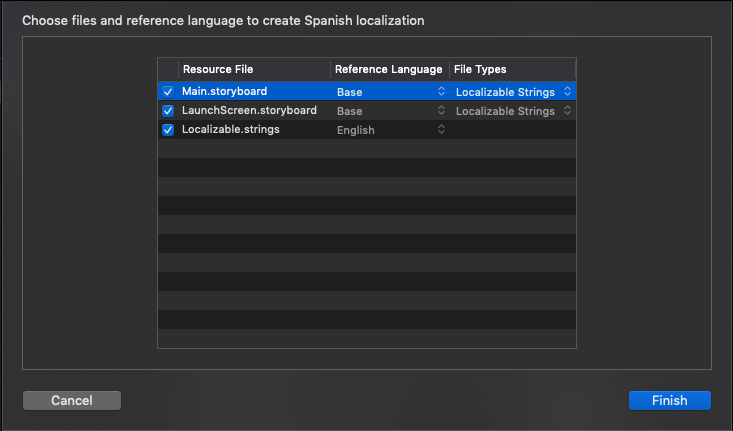 Choose files and reference language to create Spanish localization
Resource File Reference Language File Types
Main.storyboard Base Localizable Strings
LaunchScreen.storyboard Base Localizable Strings
Localizable.strings English
Cancel Finish